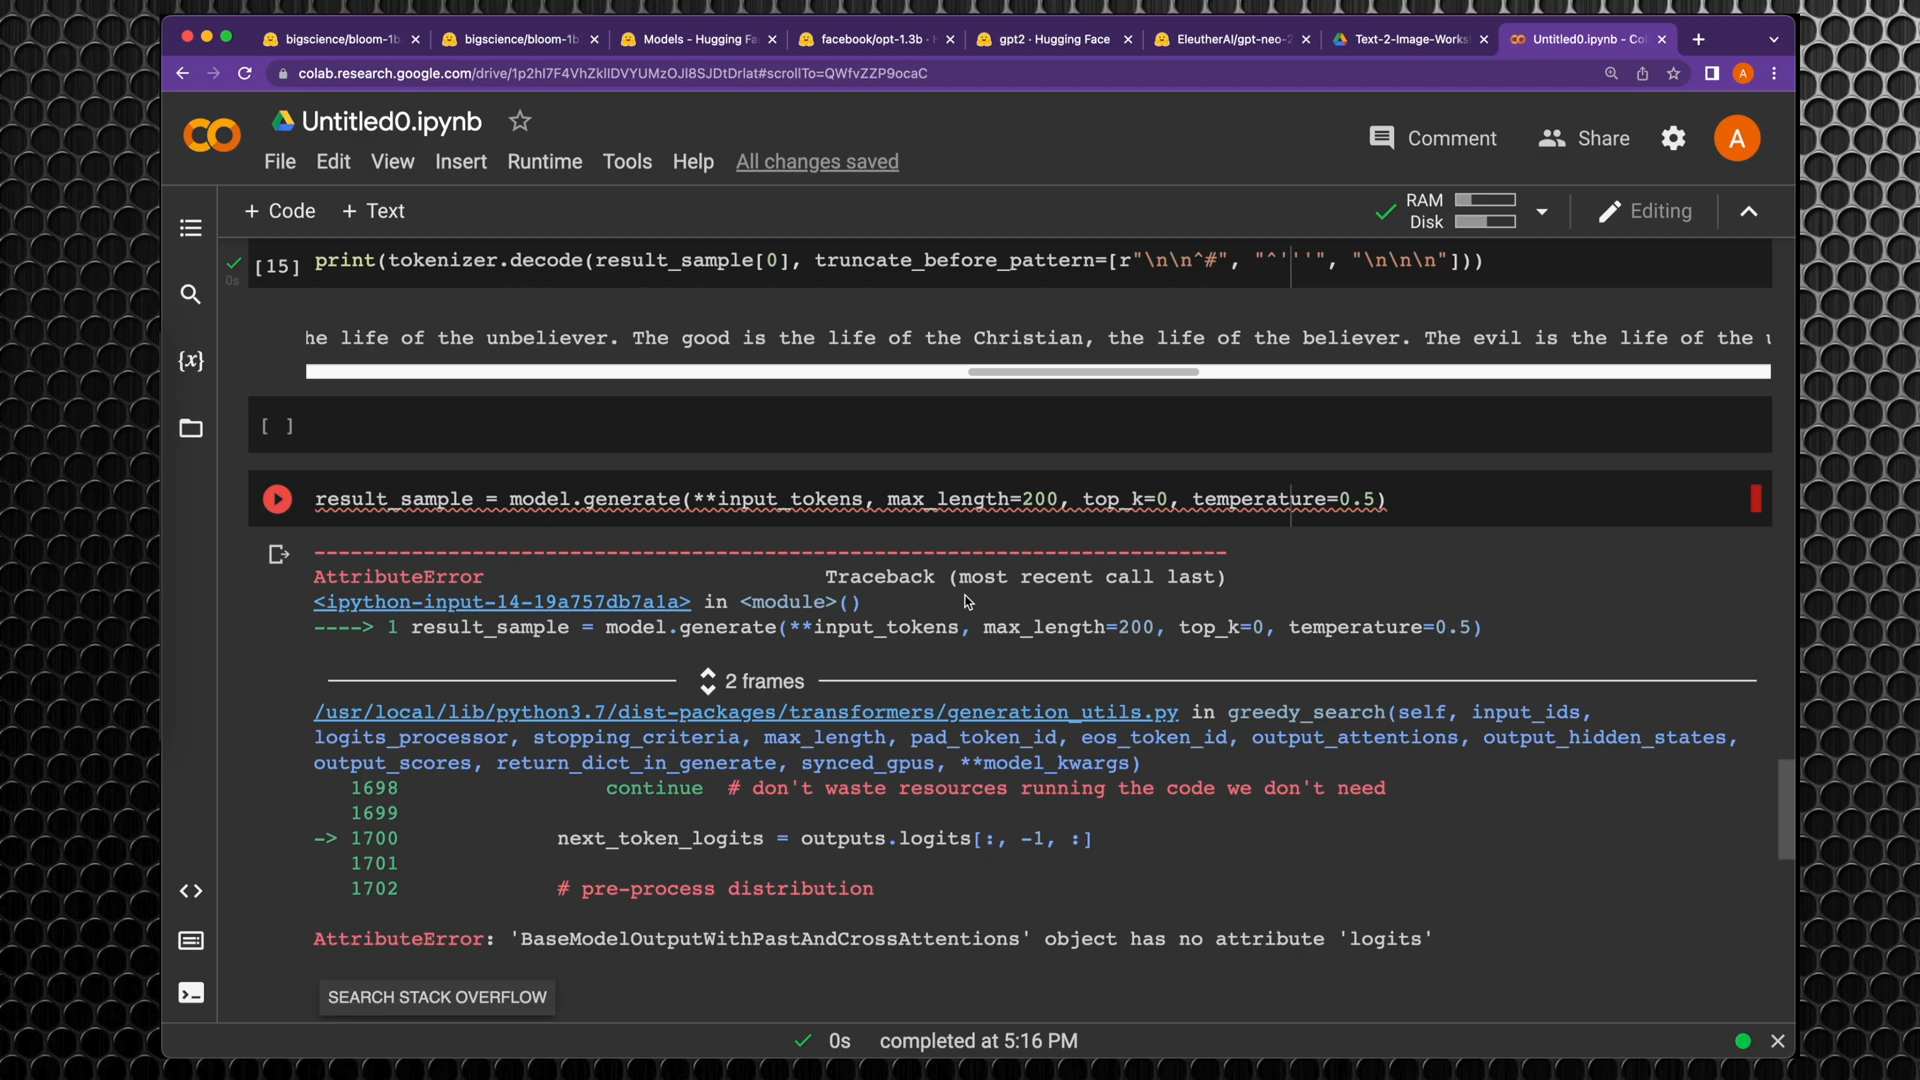 bigscience/bloom-1b
bigscience/bloom-1b
Models - Hugging Fa
facebook/opt-1.3b ·
gpt2 · Hugging Face
EleutherAI/gpt-neo-2
Text-2-Image-Works
Untitled0.ipynb - Co
colab.research.google.com/drive/1p2hI7F4VhZkIIDVYUMzOJI8SJDtDrlat#scrollTo=QWfvZZP9ocaC
A
CO
Untitled0.ipynb
Comment
Share
A
File Edit View Insert Runtime Tools Help All changes saved
+ Code + Text
RAM
Disk
Editing
[15] print(tokenizer.decode(result_sample[0], truncate_before_pattern=[r"\n\n^#", "^'''", "\n\n\n"]))
0s
{x}
he life of the unbeliever. The good is the life of the Christian, the life of the believer. The evil is the life of the
[ ]
result_sample = model.generate(**input_tokens, max_length=200, top_k=0, temperature=0.5)
---------------------------------------------------------------------------
AttributeError Traceback (most recent call last)
<ipython-input-14-19a757db7a1a> in <module>()
----> 1 result_sample = model.generate(**input_tokens, max_length=200, top_k=0, temperature=0.5)
2 frames
/usr/local/lib/python3.7/dist-packages/transformers/generation_utils.py in greedy_search(self, input_ids,
logits_processor, stopping_criteria, max_length, pad_token_id, eos_token_id, output_attentions, output_hidden_states,
output_scores, return_dict_in_generate, synced_gpus, **model_kwargs)
1698 continue # don't waste resources running the code we don't need
1699
-> 1700 next_token_logits = outputs.logits[:, -1, :]
1701
1702 # pre-process distribution
AttributeError: 'BaseModelOutputWithPastAndCrossAttentions' object has no attribute 'logits'
SEARCH STACK OVERFLOW
0s completed at 5:16 PM